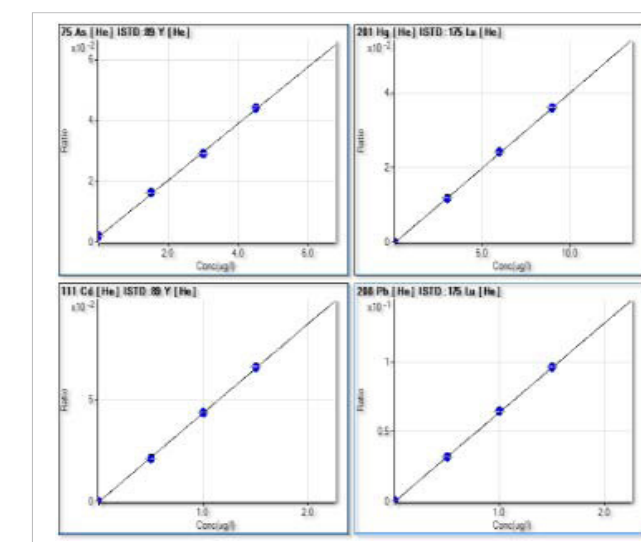 75 As [He] ISTD :89 Y [He]
x10-2
6
4
2
0
Ratio
2.0 4.0 6.0
Conc(ug/l)
201 Hg [He] ISTD :175 Lu [He]
x10-2
4
2
0
Ratio
5.0 10.0
Conc(ug/l)
111 Cd [He] ISTD :89 Y [He]
x10-2
5
0
Ratio
1.0 2.0
Conc(ug/l)
208 Pb [He] ISTD :175 Lu [He]
x10-1
1
0.5
0
Ratio
1.0 2.0
Conc(ug/l)